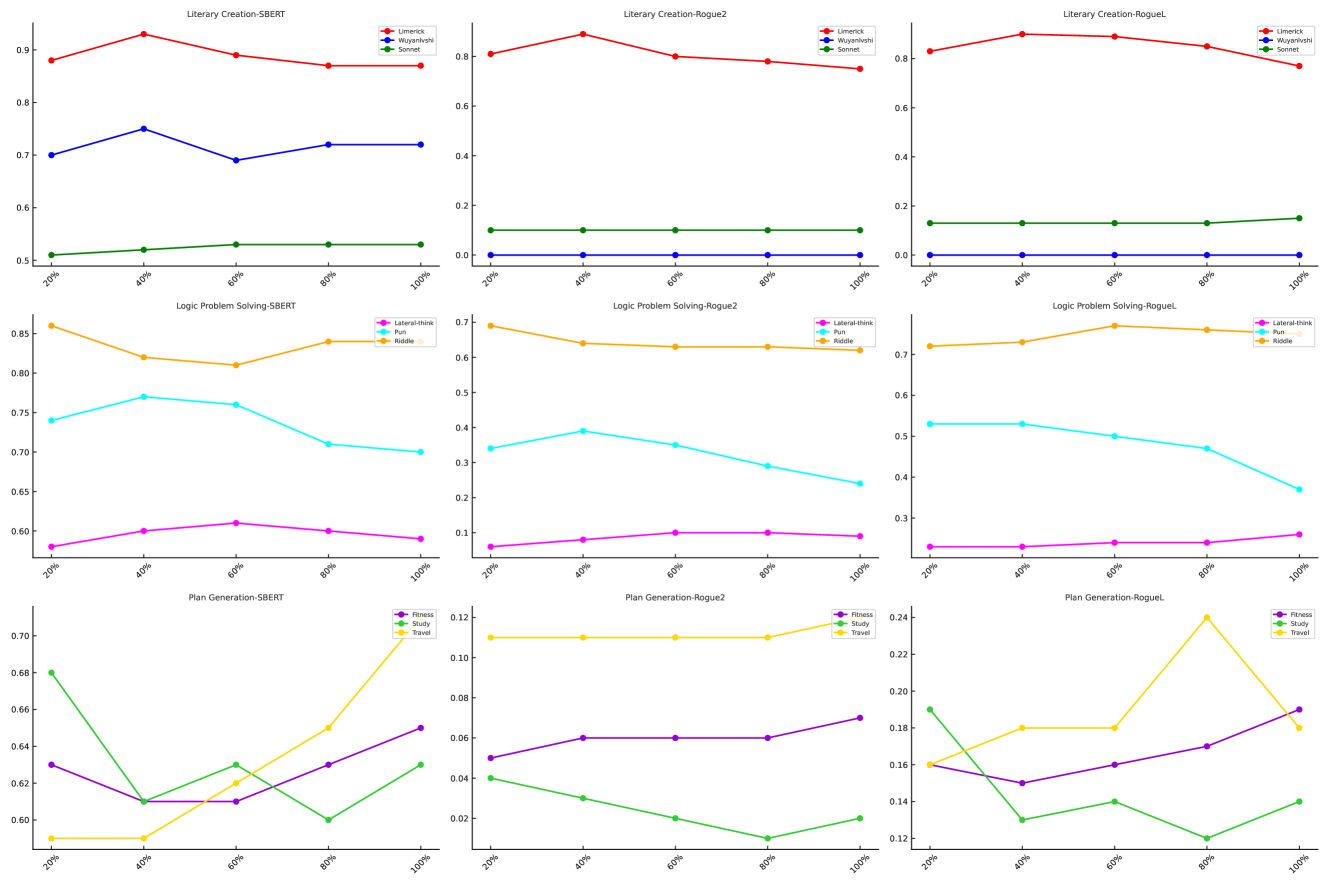 Literary Creation-SBERT
Limerick
Wuyanlvshi
Sonnet
0.9
0.8
0.7
0.6
0.5
20%
40%
60%
80%
100%
Literary Creation-Rogue2
Limerick
Wuyanlvshi
Sonnet
0.8
0.6
0.4
0.2
0.0
20%
40%
60%
80%
100%
Literary Creation-RogueL
Limerick
Wuyanlvshi
Sonnet
0.8
0.6
0.4
0.2
0.0
20%
40%
60%
80%
100%
Logic Problem Solving-SBERT
Lateral-think
Pun
Riddle
0.85
0.80
0.75
0.70
0.65
0.60
20%
40%
60%
80%
100%
Logic Problem Solving-Rogue2
Lateral-think
Pun
Riddle
0.7
0.6
0.5
0.4
0.3
0.2
0.1
20%
40%
60%
80%
100%
Logic Problem Solving-RogueL
Lateral-think
Pun
Riddle
0.7
0.6
0.5
0.4
0.3
20%
40%
60%
80%
100%
Plan Generation-SBERT
Fitness
Study
Travel
0.70
0.68
0.66
0.64
0.62
0.60
20%
40%
60%
80%
100%
Plan Generation-Rogue2
Fitness
Study
Travel
0.12
0.10
0.08
0.06
0.04
0.02
20%
40%
60%
80%
100%
Plan Generation-RogueL
Fitness
Study
Travel
0.24
0.22
0.20
0.18
0.16
0.14
0.12
20%
40%
60%
80%
100%